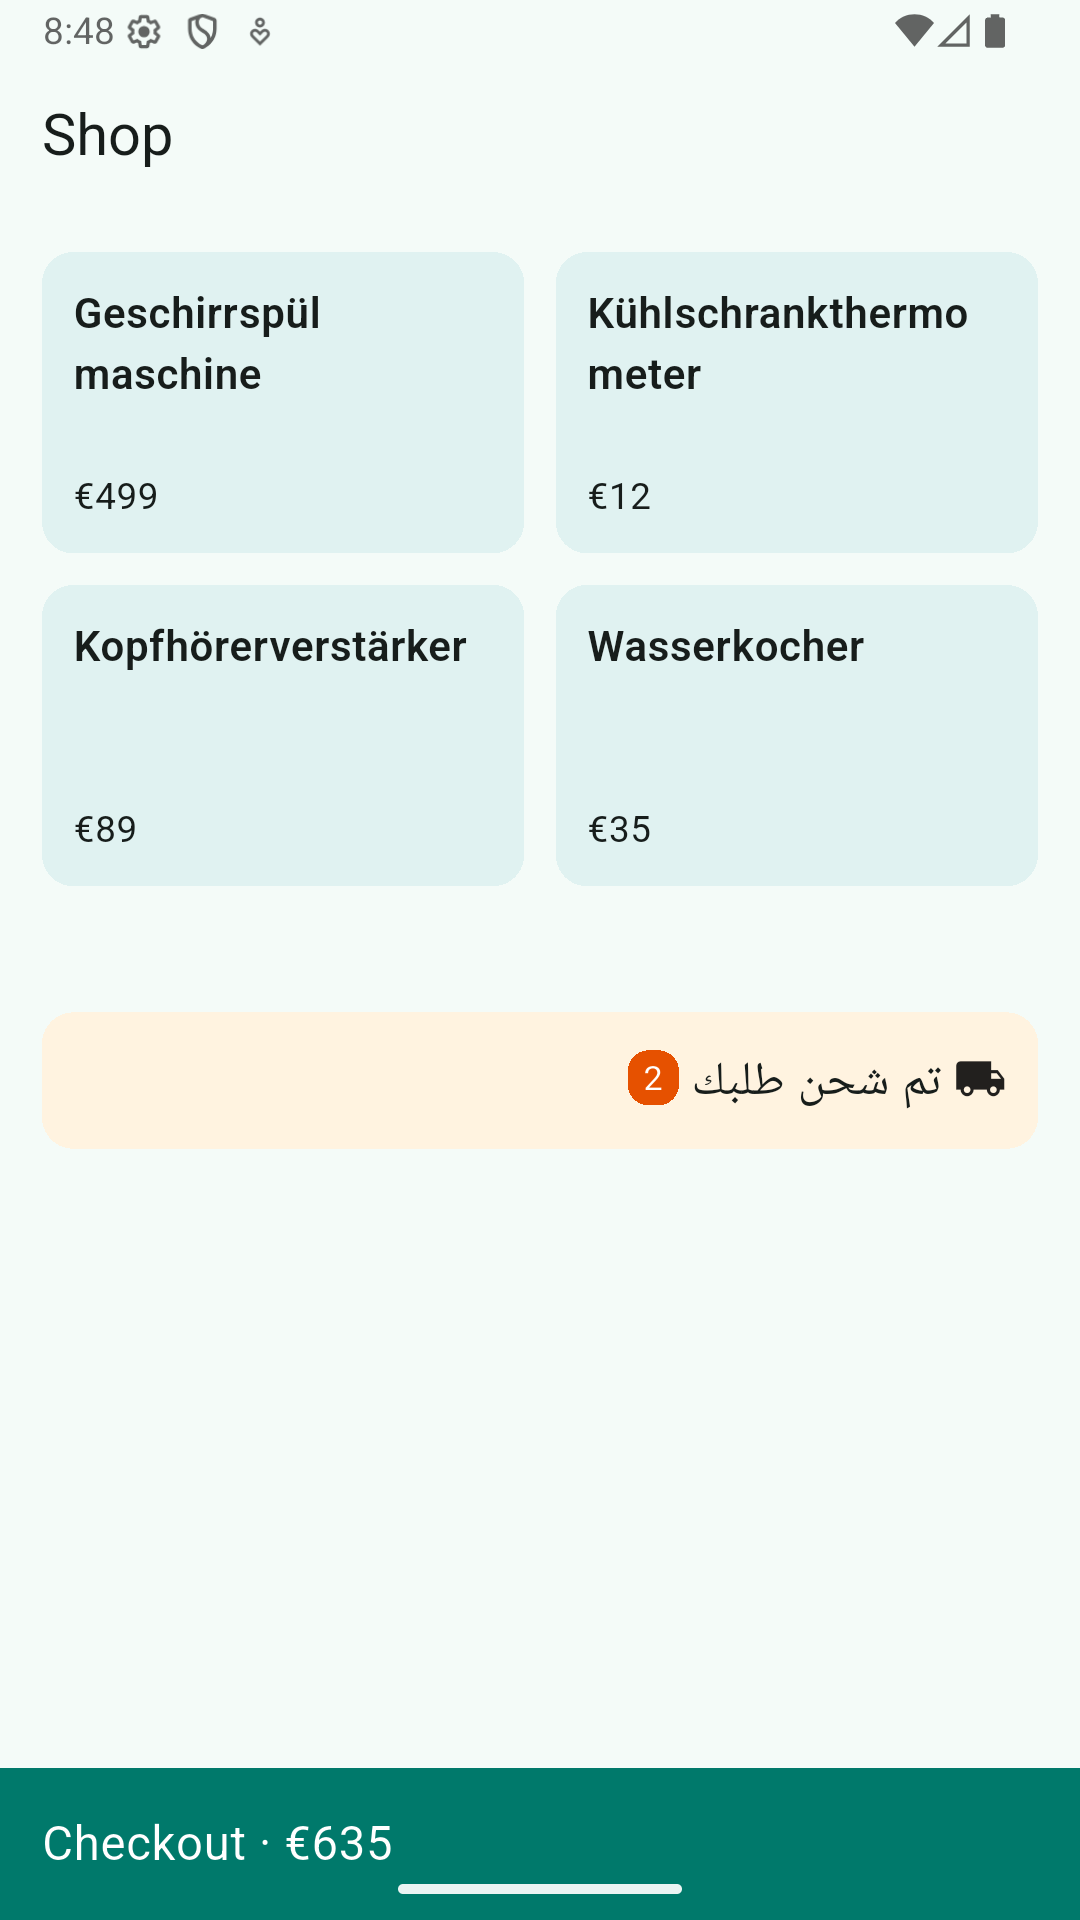 8:48
Shop
Geschirrspül
maschine
€499
Kühlschrankthermo
meter
€12
Kopfhörerverstärker
€89
Wasserkocher
€35
تم شحن طلبك 2
Checkout · €635